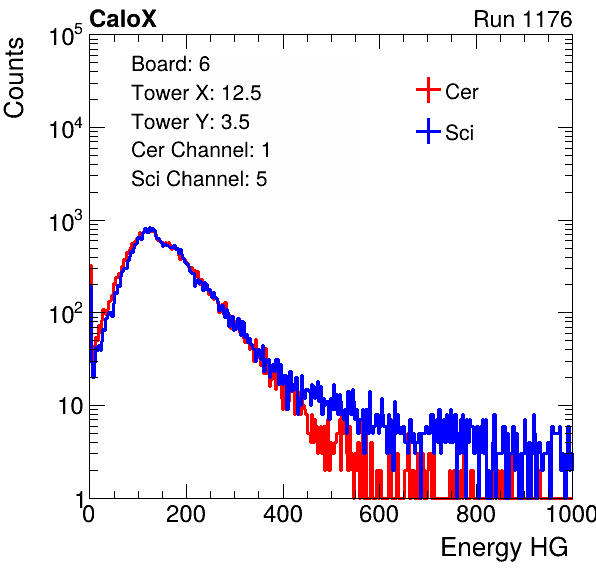 CaloX Run 1176
Counts
10^5
10^4
10^3
10^2
10
1
Board: 6
Tower X: 12.5
Tower Y: 3.5
Cer Channel: 1
Sci Channel: 5
Cer
Sci
0 200 400 600 800 1000
Energy HG